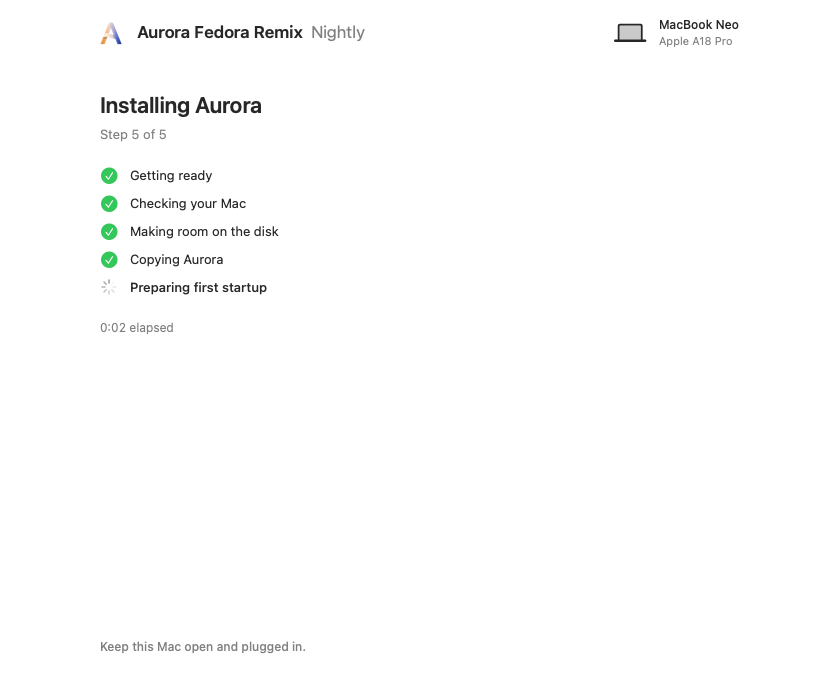 Aurora Fedora Remix Nightly
MacBook Neo
Apple A18 Pro
Installing Aurora
Step 5 of 5
Getting ready
Checking your Mac
Making room on the disk
Copying Aurora
Preparing first startup
0:02 elapsed
Keep this Mac open and plugged in.